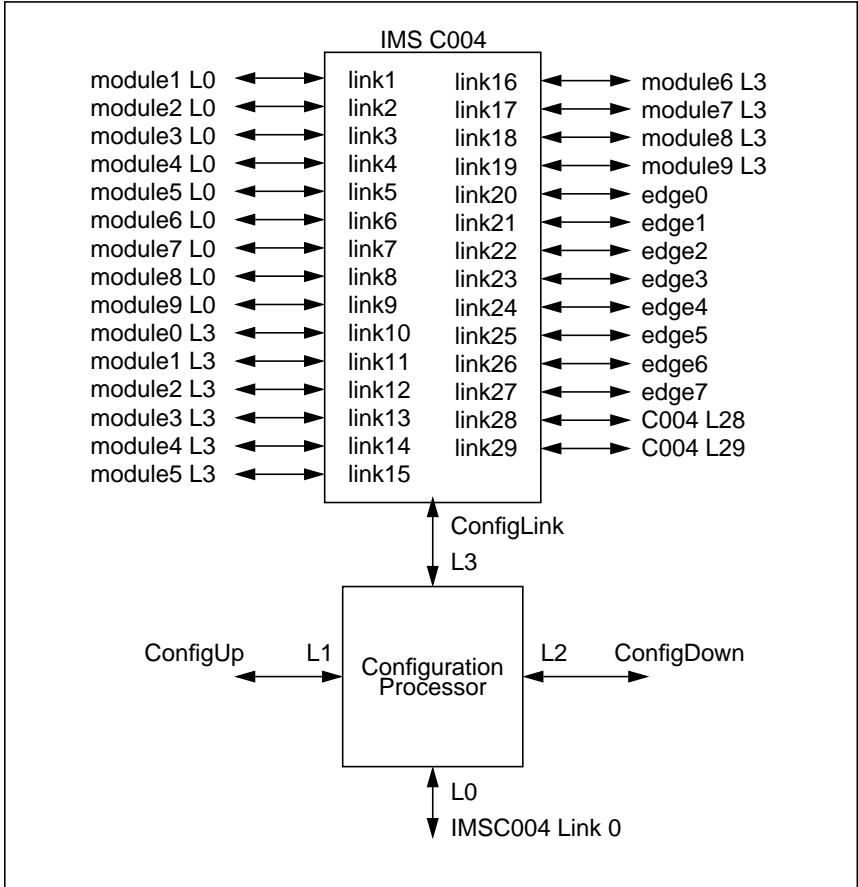 IMS C004
module1 L0 link1 link16 module6 L3
module2 L0 link2 link17 module7 L3
module3 L0 link3 link18 module8 L3
module4 L0 link4 link19 module9 L3
module5 L0 link5 link20 edge0
module6 L0 link6 link21 edge1
module7 L0 link7 link22 edge2
module8 L0 link8 link23 edge3
module9 L0 link9 link24 edge4
module0 L3 link10 link25 edge5
module1 L3 link11 link26 edge6
module2 L3 link12 link27 edge7
module3 L3 link13 link28 C004 L28
module4 L3 link14 link29 C004 L29
module5 L3 link15
ConfigLink
L3
ConfigUp L1 L2 ConfigDown
Configuration
Processor
L0
IMSC004 Link 0